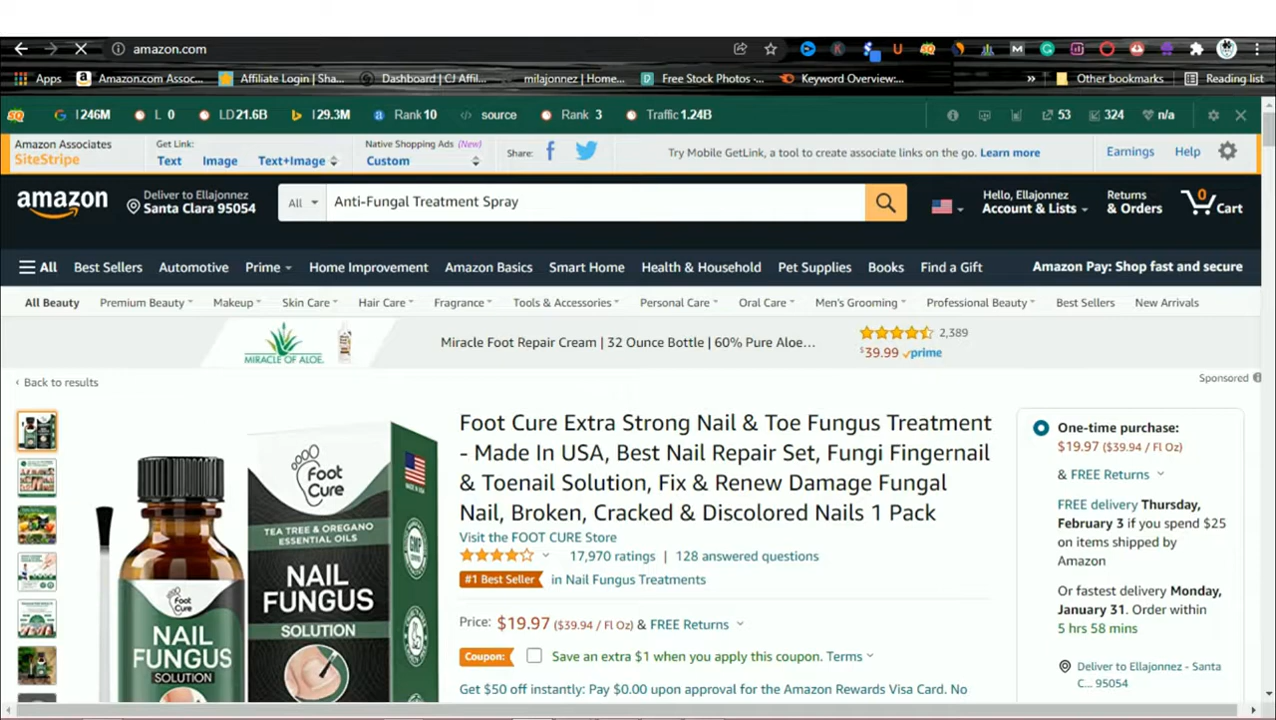 amazon.com
Apps
Amazon.com Assoc...
Affiliate Login | Sha...
Dashboard | CJ Affil...
milajonnez | Home...
Free Stock Photos -...
Keyword Overview:...
»
Other bookmarks
Reading list
I 246M
L 0
LD 21.6B
I 29.3M
Rank 10
source
Rank 3
Traffic 1.24B
53
324
n/a
Amazon Associates
SiteStripe
Get Link:
Text
Image
Text+Image
Native Shopping Ads (New)
Custom
Share:
Try Mobile GetLink, a tool to create associate links on the go. Learn more
Earnings
Help
amazon
Deliver to Ellajonnez
Santa Clara 95054
All
Anti-Fungal Treatment Spray
Hello, Ellajonnez
Account & Lists
Returns
& Orders
0
Cart
All
Best Sellers
Automotive
Prime
Home Improvement
Amazon Basics
Smart Home
Health & Household
Pet Supplies
Books
Find a Gift
Amazon Pay: Shop fast and secure
All Beauty
Premium Beauty
Makeup
Skin Care
Hair Care
Fragrance
Tools & Accessories
Personal Care
Oral Care
Men's Grooming
Professional Beauty
Best Sellers
New Arrivals
MIRACLE OF ALOE.
Miracle Foot Repair Cream | 32 Ounce Bottle | 60% Pure Aloe...
2,389
$39.99 prime
Sponsored
‹ Back to results
Foot Cure
TEA TREE & OREGANO
ESSENTIAL OILS
NAIL
FUNGUS
SOLUTION
Foot
Cure
NAIL
FUNGUS
SOLUTION
Foot Cure Extra Strong Nail & Toe Fungus Treatment
- Made In USA, Best Nail Repair Set, Fungi Fingernail
& Toenail Solution, Fix & Renew Damage Fungal
Nail, Broken, Cracked & Discolored Nails 1 Pack
Visit the FOOT CURE Store
17,970 ratings | 128 answered questions
#1 Best Seller in Nail Fungus Treatments
Price: $19.97 ($39.94 / Fl Oz) & FREE Returns
Coupon: Save an extra $1 when you apply this coupon. Terms
Get $50 off instantly: Pay $0.00 upon approval for the Amazon Rewards Visa Card. No
One-time purchase:
$19.97 ($39.94 / Fl Oz)
& FREE Returns
FREE delivery Thursday,
February 3 if you spend $25
on items shipped by
Amazon
Or fastest delivery Monday,
January 31. Order within
5 hrs 58 mins
Deliver to Ellajonnez - Santa
C... 95054